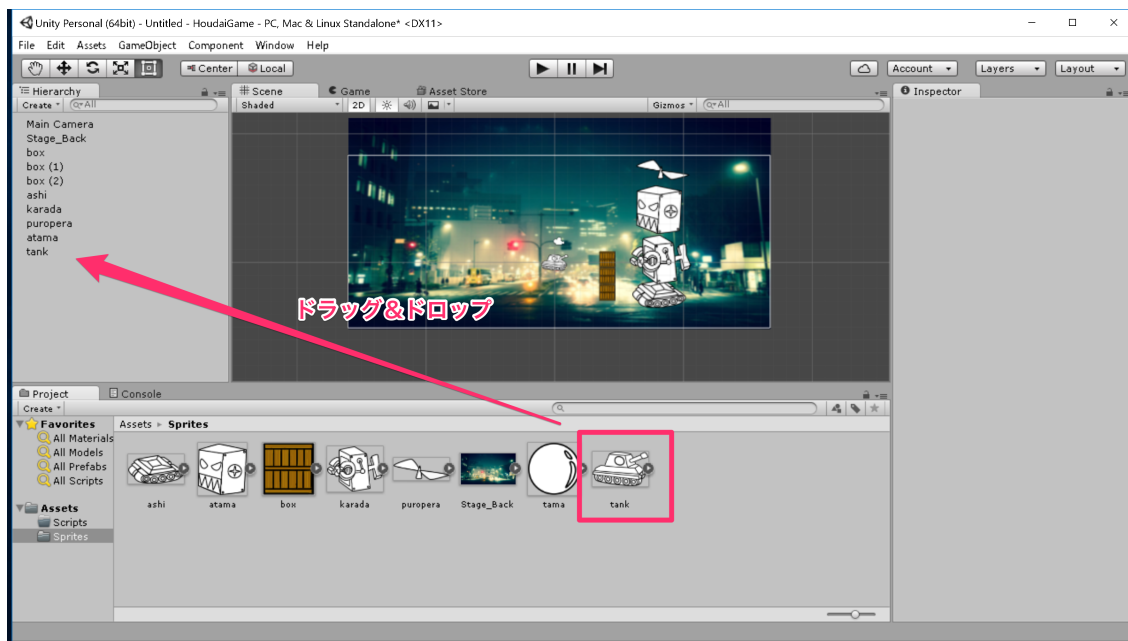 Unity Personal (64bit) - Untitled - HoudaiGame - PC, Mac & Linux Standalone* <DX11>
File Edit Assets GameObject Component Window Help
Center Local Account Layers Layout
Hierarchy
Create All
Main Camera
Stage_Back
box
box (1)
box (2)
ashi
karada
puropera
atama
tank
Scene Game Asset Store
Shaded 2D Gizmos All
Inspector
ドラッグ&ドロップ
Project Console
Create
Favorites
All Materials
All Models
All Prefabs
All Scripts
Assets
Scripts
Sprites
Assets ▸ Sprites
ashi atama box karada puropera Stage_Back tama tank